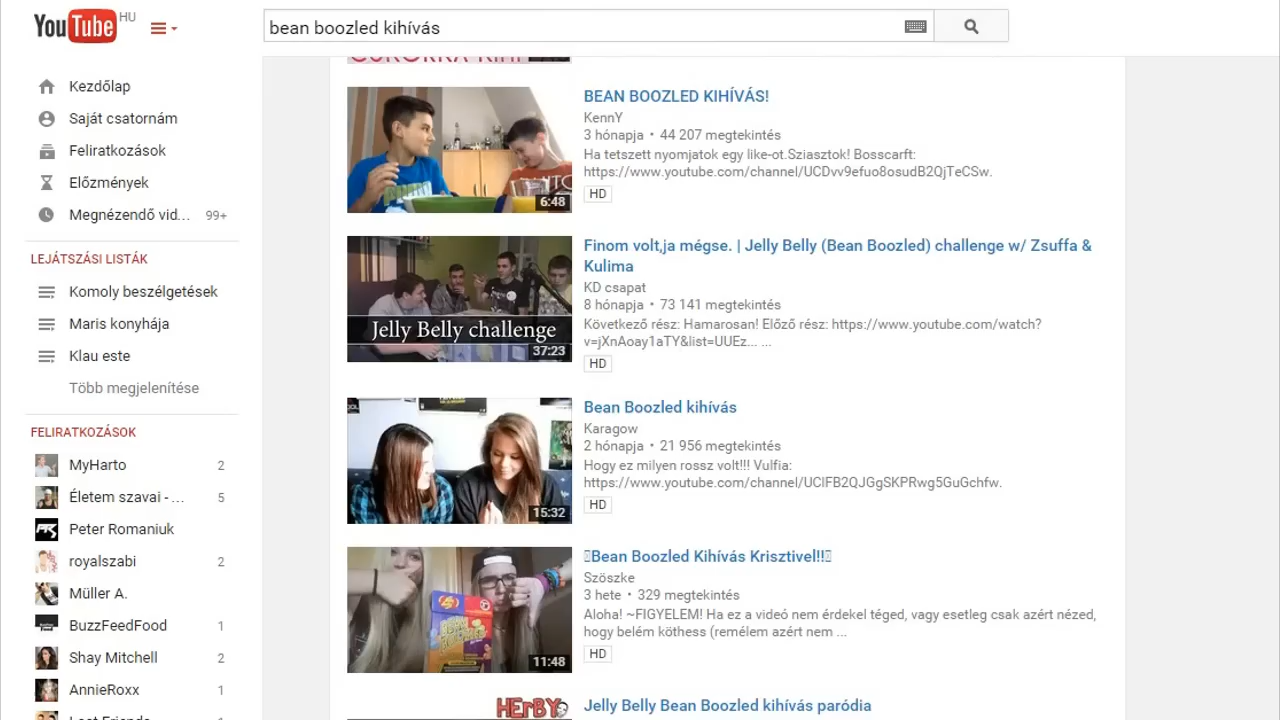 YouTube HU
bean boozled kihívás
Kezdőlap
Saját csatornám
Feliratkozások
Előzmények
Megnézendő vid... 99+
LEJÁTSZÁSI LISTÁK
Komoly beszélgetések
Maris konyhája
Klau este
Több megjelenítése
FELIRATKOZÁSOK
MyHarto 2
Életem szavai - ... 5
Peter Romaniuk
royalszabi 2
Müller A.
BuzzFeedFood 1
Shay Mitchell 2
AnnieRoxx 1
6:48
BEAN BOOZLED KIHÍVÁS!
KennY
3 hónapja • 44 207 megtekintés
Ha tetszett nyomjatok egy like-ot.Sziasztok! Bosscarft:
https://www.youtube.com/channel/UCDvv9efuo8osudB2QjTeCSw.
HD
Jelly Belly challenge
37:23
Finom volt,ja mégse. | Jelly Belly (Bean Boozled) challenge w/ Zsuffa &
Kulima
KD csapat
8 hónapja • 73 141 megtekintés
Következő rész: Hamarosan! Előző rész: https://www.youtube.com/watch?
v=jXnAoay1aTY&list=UUEz... ...
HD
15:32
Bean Boozled kihívás
Karagow
2 hónapja • 21 956 megtekintés
Hogy ez milyen rossz volt!!! Vulfia:
https://www.youtube.com/channel/UCIFB2QJGgSKPRwg5GuGchfw.
HD
11:48
Bean Boozled Kihívás Krisztivel!!
Szöszke
3 hete • 329 megtekintés
Aloha! ~FIGYELEM! Ha ez a videó nem érdekel téged, vagy esetleg csak azért nézed,
hogy belém köthess (remélem azért nem ...
HD
HErBY
Jelly Belly Bean Boozled kihívás paródia